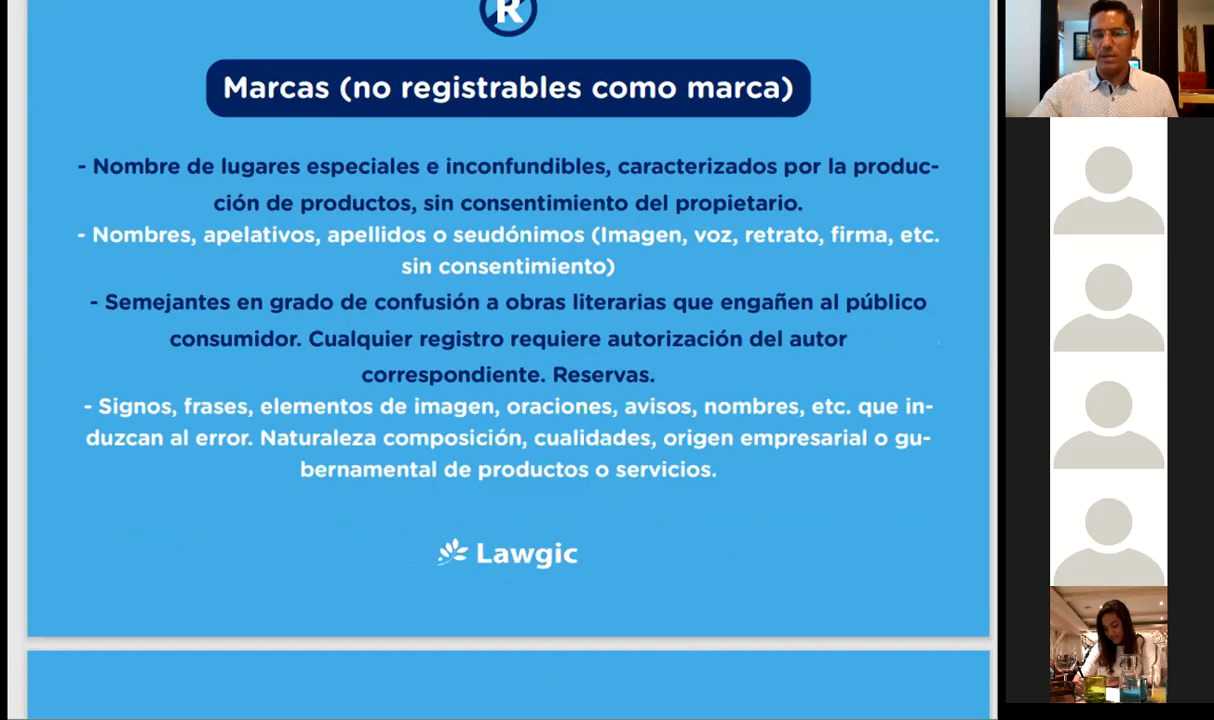 R
Marcas (no registrables como marca)
- Nombre de lugares especiales e inconfundibles, caracterizados por la produc-
ción de productos, sin consentimiento del propietario.
- Nombres, apelativos, apellidos o seudónimos (Imagen, voz, retrato, firma, etc.
sin consentimiento)
- Semejantes en grado de confusión a obras literarias que engañen al público
consumidor. Cualquier registro requiere autorización del autor
correspondiente. Reservas.
- Signos, frases, elementos de imagen, oraciones, avisos, nombres, etc. que in-
duzcan al error. Naturaleza composición, cualidades, origen empresarial o gu-
bernamental de productos o servicios.
Lawgic